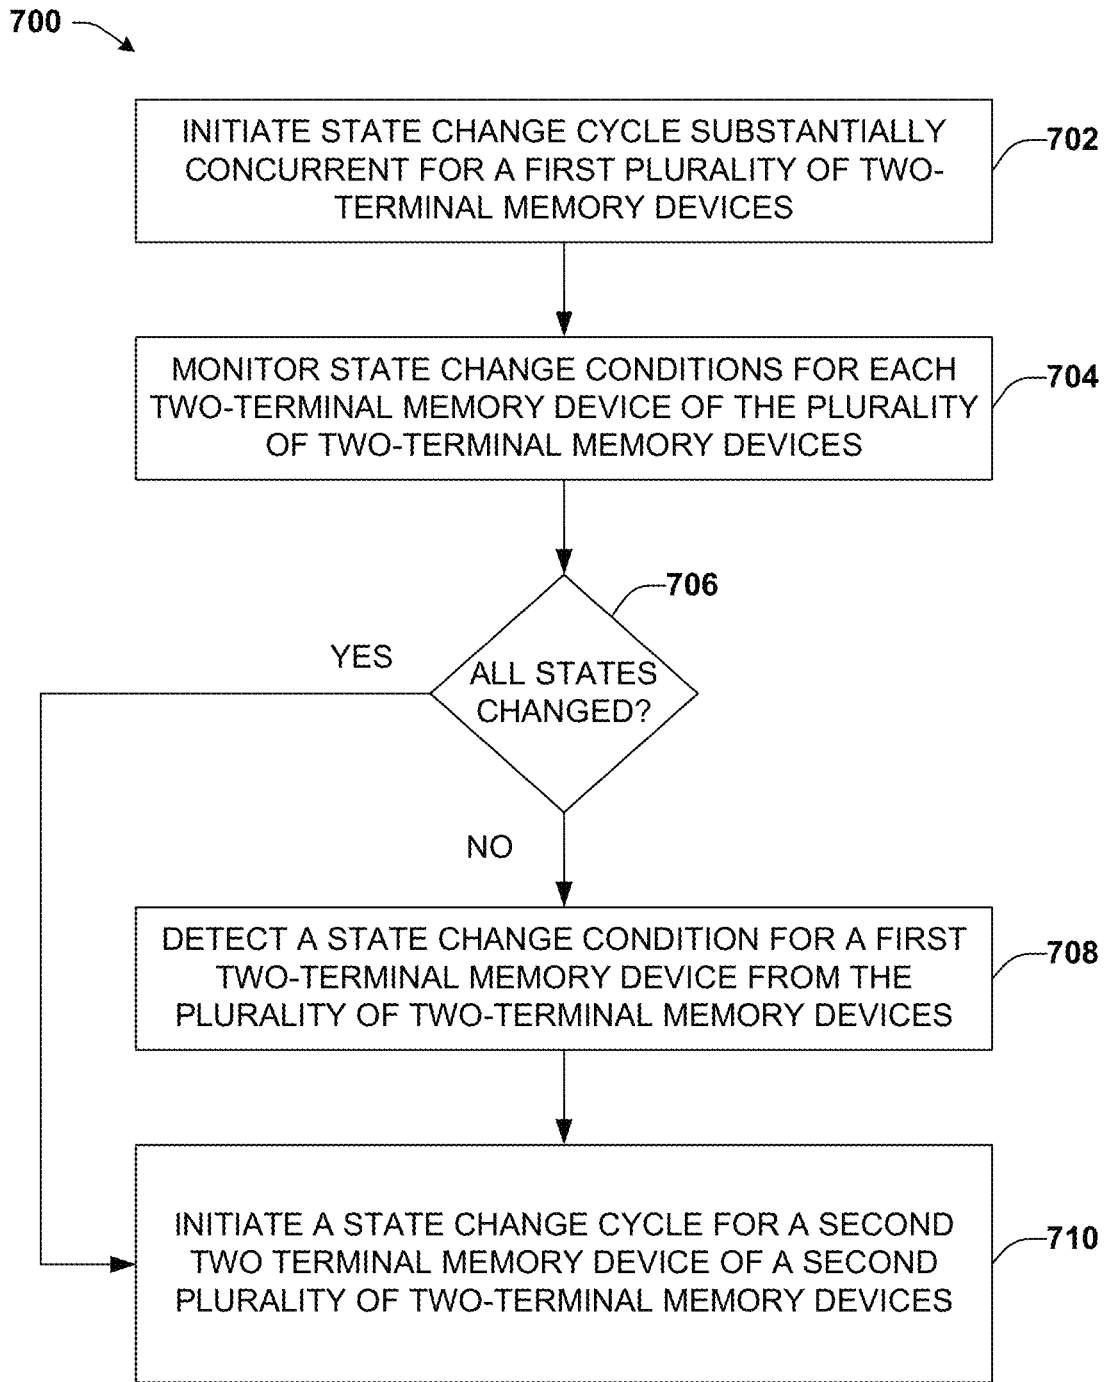 700
INITIATE STATE CHANGE CYCLE SUBSTANTIALLY
CONCURRENT FOR A FIRST PLURALITY OF TWO-
TERMINAL MEMORY DEVICES
702
MONITOR STATE CHANGE CONDITIONS FOR EACH
TWO-TERMINAL MEMORY DEVICE OF THE PLURALITY
OF TWO-TERMINAL MEMORY DEVICES
704
706
ALL STATES
CHANGED?
YES
NO
DETECT A STATE CHANGE CONDITION FOR A FIRST
TWO-TERMINAL MEMORY DEVICE FROM THE
PLURALITY OF TWO-TERMINAL MEMORY DEVICES
708
INITIATE A STATE CHANGE CYCLE FOR A SECOND
TWO TERMINAL MEMORY DEVICE OF A SECOND
PLURALITY OF TWO-TERMINAL MEMORY DEVICES
710